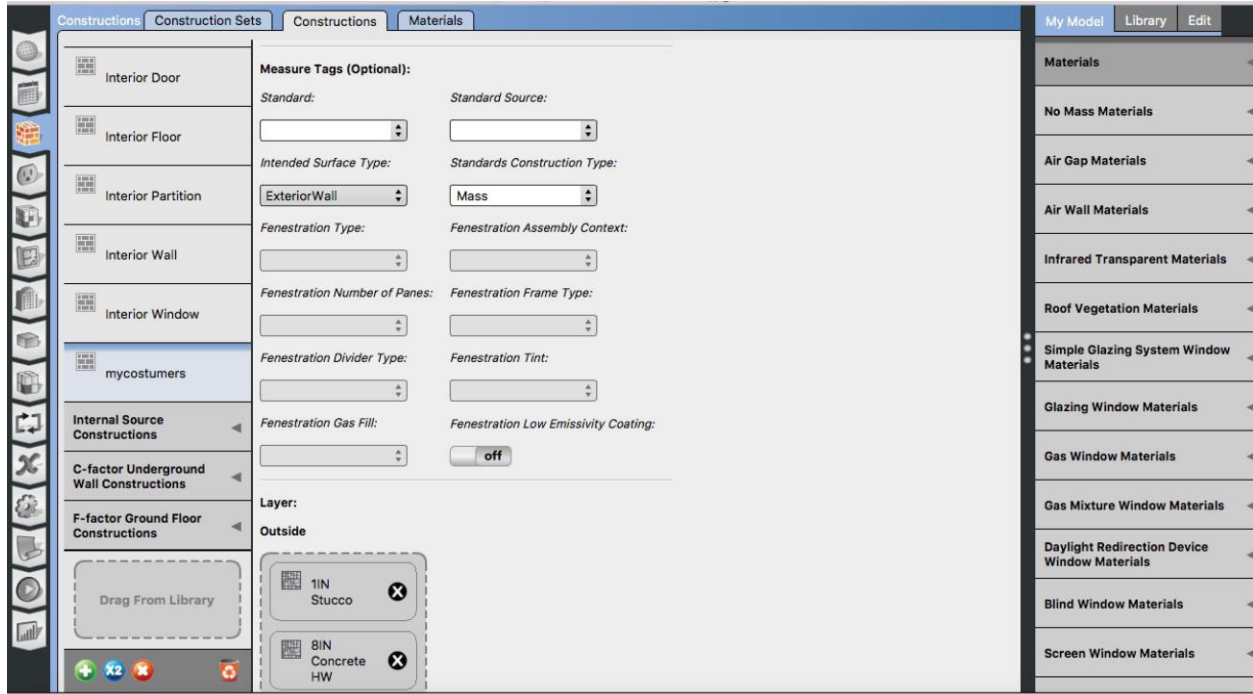 Constructions Construction Sets Constructions Materials
My Model Library Edit
Interior Door
Interior Floor
Interior Partition
Interior Wall
Interior Window
mycostumers
Internal Source
Constructions
C-factor Underground
Wall Constructions
F-factor Ground Floor
Constructions
Drag From Library
X2
Measure Tags (Optional):
Standard: Standard Source:
Intended Surface Type: Standards Construction Type:
ExteriorWall Mass
Fenestration Type: Fenestration Assembly Context:
Fenestration Number of Panes: Fenestration Frame Type:
Fenestration Divider Type: Fenestration Tint:
Fenestration Gas Fill: Fenestration Low Emissivity Coating:
off
Layer:
Outside
1IN
Stucco
8IN
Concrete
HW
Materials
No Mass Materials
Air Gap Materials
Air Wall Materials
Infrared Transparent Materials
Roof Vegetation Materials
Simple Glazing System Window
Materials
Glazing Window Materials
Gas Window Materials
Gas Mixture Window Materials
Daylight Redirection Device
Window Materials
Blind Window Materials
Screen Window Materials